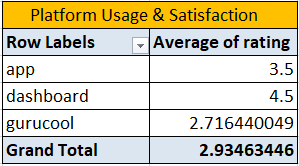 Platform Usage & Satisfaction
Row Labels Average of rating
app 3.5
dashboard 4.5
gurucool 2.716440049
Grand Total 2.93463446